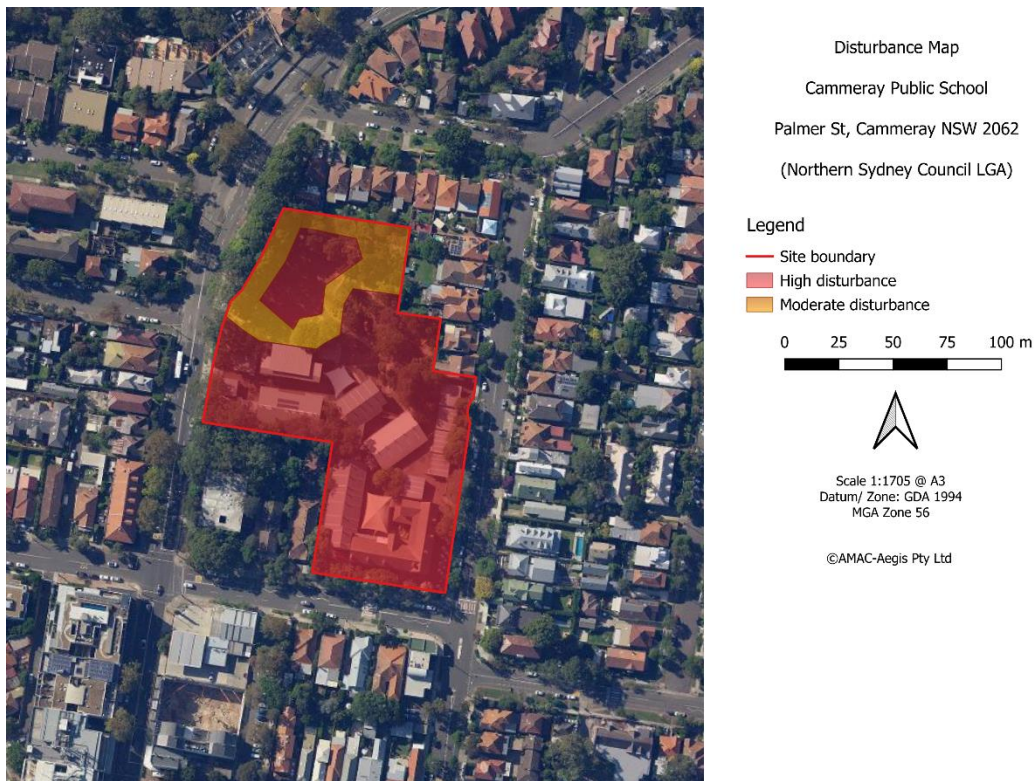 Disturbance Map
Cammeray Public School
Palmer St, Cammeray NSW 2062
(Northern Sydney Council LGA)
Legend
Site boundary
High disturbance
Moderate disturbance
0 25 50 75 100 m
Scale 1:1705 @ A3
Datum/ Zone: GDA 1994
MGA Zone 56
©AMAC-Aegis Pty Ltd